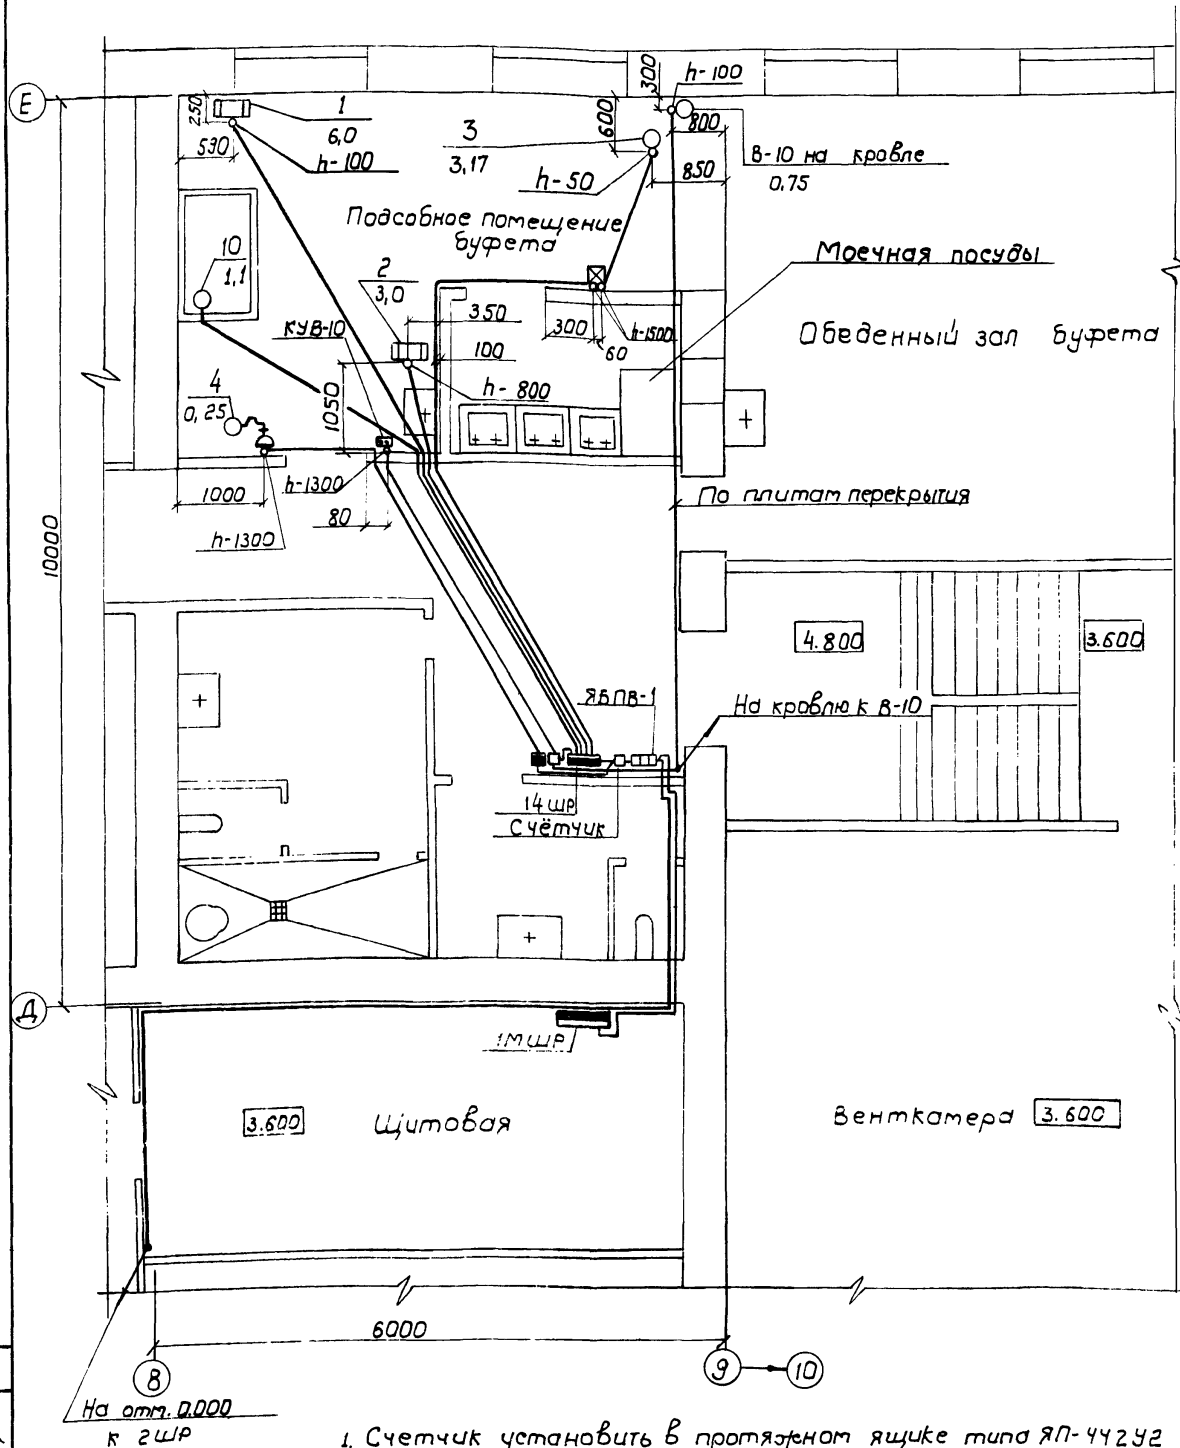 Е
250
1
6,0
530
h-100
3
3,17
600
300
h-100
800
850
h-50
В-10 на кровле
0,75
Подсобное помещение
буфета
Моечная посуды
Обеденный зал буфета
10
1,1
2
3,0
КУВ-10
350
100
300
60
h-1500
h-800
1050
4
0,25
1000
h-1300
80
h-1300
По плитам перекрытия
10000
4.800
3.600
ЯБПВ-1
На кровлю к В-10
14ШР
Счётчик
Д
1МШР
3.600
Щитовая
Венткамера
3.600
6000
8
9
10
На отм. 0.000
к 2ШР
1. Счетчик установить в протяжном ящике типа ЯП-442У2